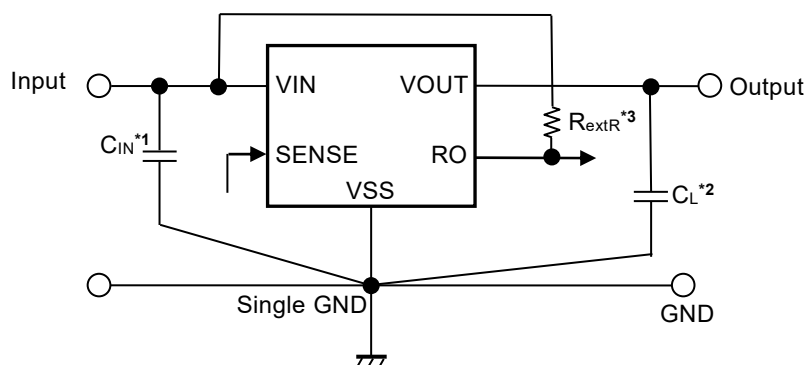 Input
VIN
VOUT
Output
CIN*1
RextR*3
SENSE
RO
VSS
CL*2
Single GND
GND